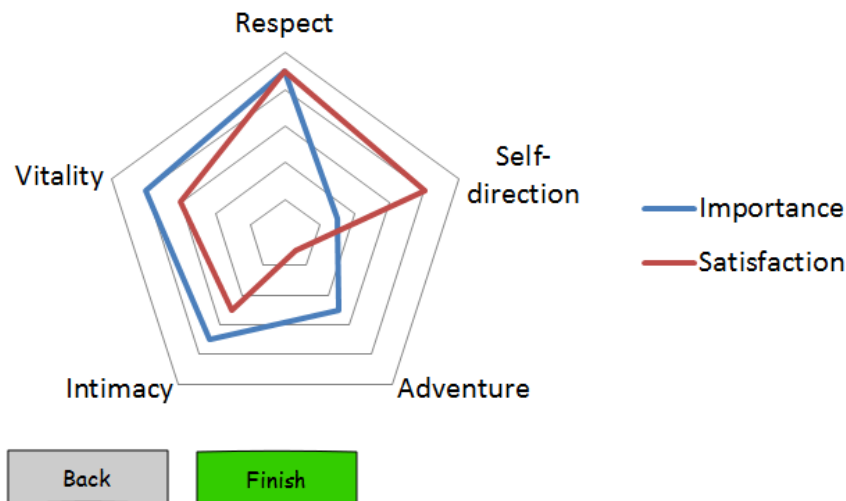 Respect
Self-
direction
Vitality
Importance
Satisfaction
Intimacy
Adventure
Back
Finish